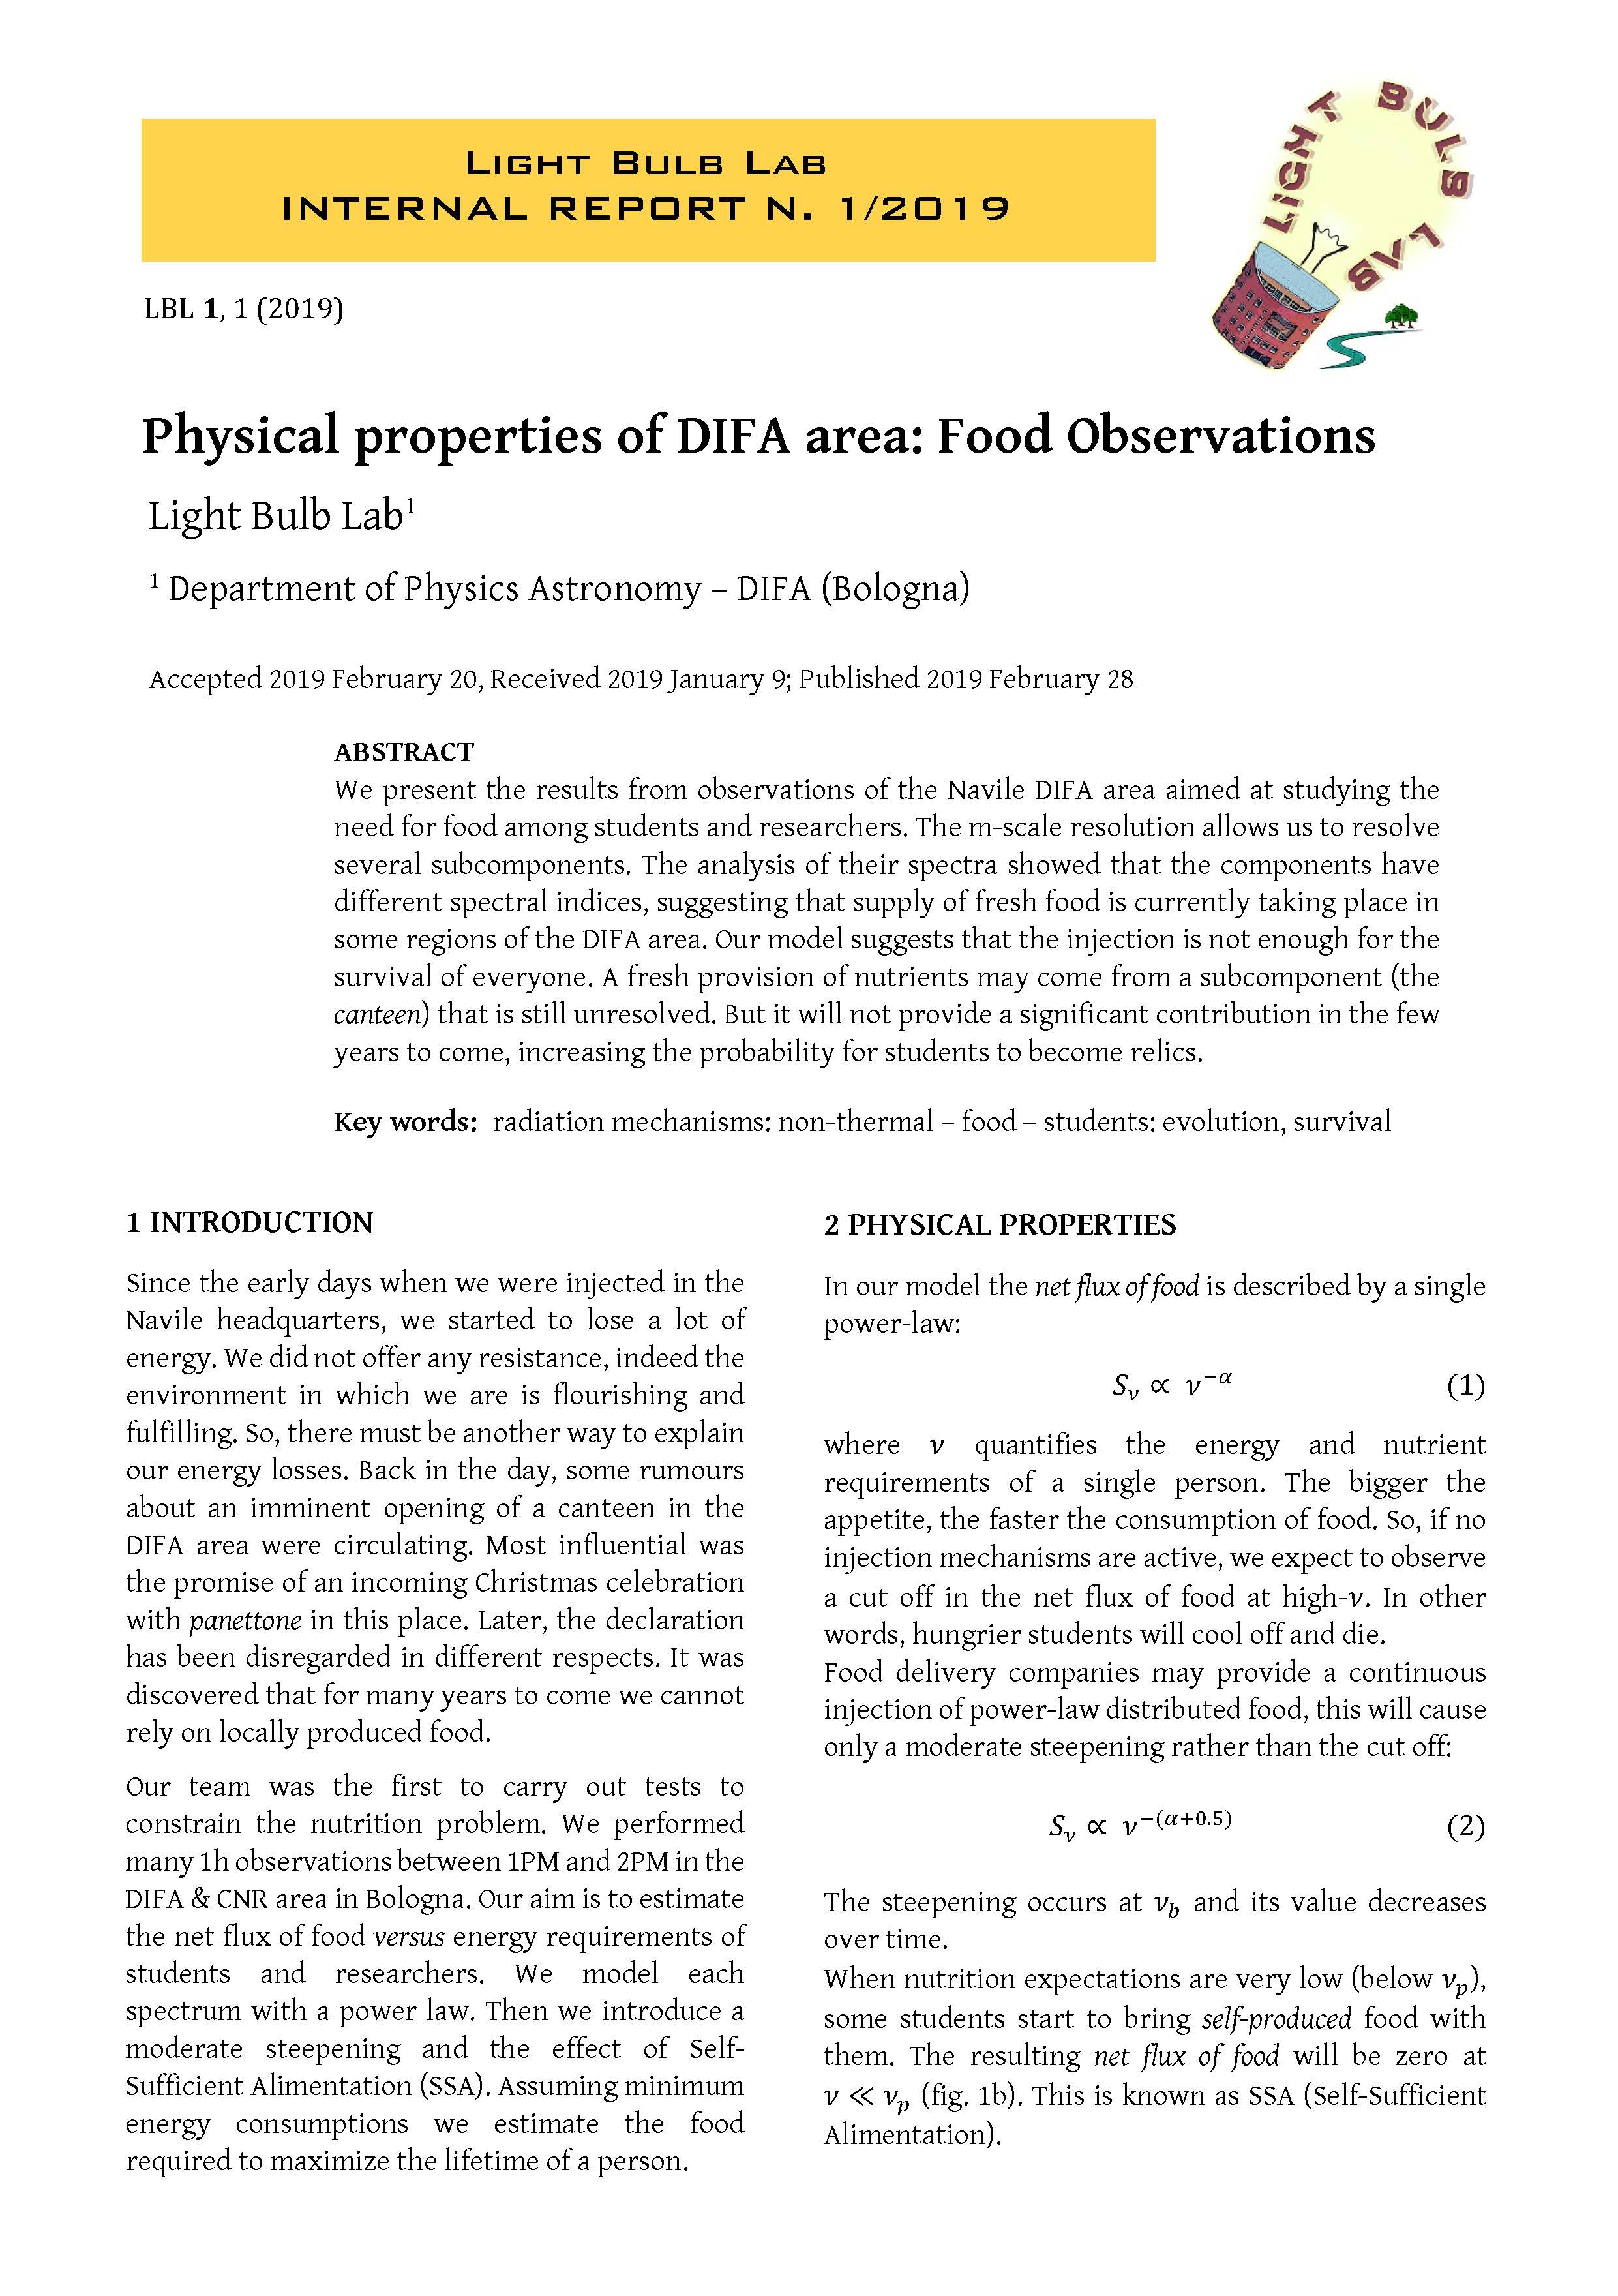 LIGHT BULB LAB
INTERNAL REPORT N. 1/2019
LIGHT BULB LAB
LBL 1, 1 (2019)
Physical properties of DIFA area: Food Observations
Light Bulb Lab¹
¹ Department of Physics Astronomy – DIFA (Bologna)
Accepted 2019 February 20, Received 2019 January 9; Published 2019 February 28
ABSTRACT
We present the results from observations of the Navile DIFA area aimed at studying the
need for food among students and researchers. The m-scale resolution allows us to resolve
several subcomponents. The analysis of their spectra showed that the components have
different spectral indices, suggesting that supply of fresh food is currently taking place in
some regions of the DIFA area. Our model suggests that the injection is not enough for the
survival of everyone. A fresh provision of nutrients may come from a subcomponent (the
canteen) that is still unresolved. But it will not provide a significant contribution in the few
years to come, increasing the probability for students to become relics.
Key words: radiation mechanisms: non-thermal – food – students: evolution, survival
1 INTRODUCTION
Since the early days when we were injected in the
Navile headquarters, we started to lose a lot of
energy. We did not offer any resistance, indeed the
environment in which we are is flourishing and
fulfilling. So, there must be another way to explain
our energy losses. Back in the day, some rumours
about an imminent opening of a canteen in the
DIFA area were circulating. Most influential was
the promise of an incoming Christmas celebration
with panettone in this place. Later, the declaration
has been disregarded in different respects. It was
discovered that for many years to come we cannot
rely on locally produced food.
Our team was the first to carry out tests to
constrain the nutrition problem. We performed
many 1h observations between 1PM and 2PM in the
DIFA & CNR area in Bologna. Our aim is to estimate
the net flux of food versus energy requirements of
students and researchers. We model each
spectrum with a power law. Then we introduce a
moderate steepening and the effect of Self-
Sufficient Alimentation (SSA). Assuming minimum
energy consumptions we estimate the food
required to maximize the lifetime of a person.
2 PHYSICAL PROPERTIES
In our model the net flux of food is described by a single
power-law:
S_ν ∝ ν^{−α} (1)
where ν quantifies the energy and nutrient
requirements of a single person. The bigger the
appetite, the faster the consumption of food. So, if no
injection mechanisms are active, we expect to observe
a cut off in the net flux of food at high-ν. In other
words, hungrier students will cool off and die.
Food delivery companies may provide a continuous
injection of power-law distributed food, this will cause
only a moderate steepening rather than the cut off:
S_ν ∝ ν^{−(α+0.5)} (2)
The steepening occurs at ν_b and its value decreases
over time.
When nutrition expectations are very low (below ν_p),
some students start to bring self-produced food with
them. The resulting net flux of food will be zero at
ν ≪ ν_p (fig. 1b). This is known as SSA (Self-Sufficient
Alimentation).